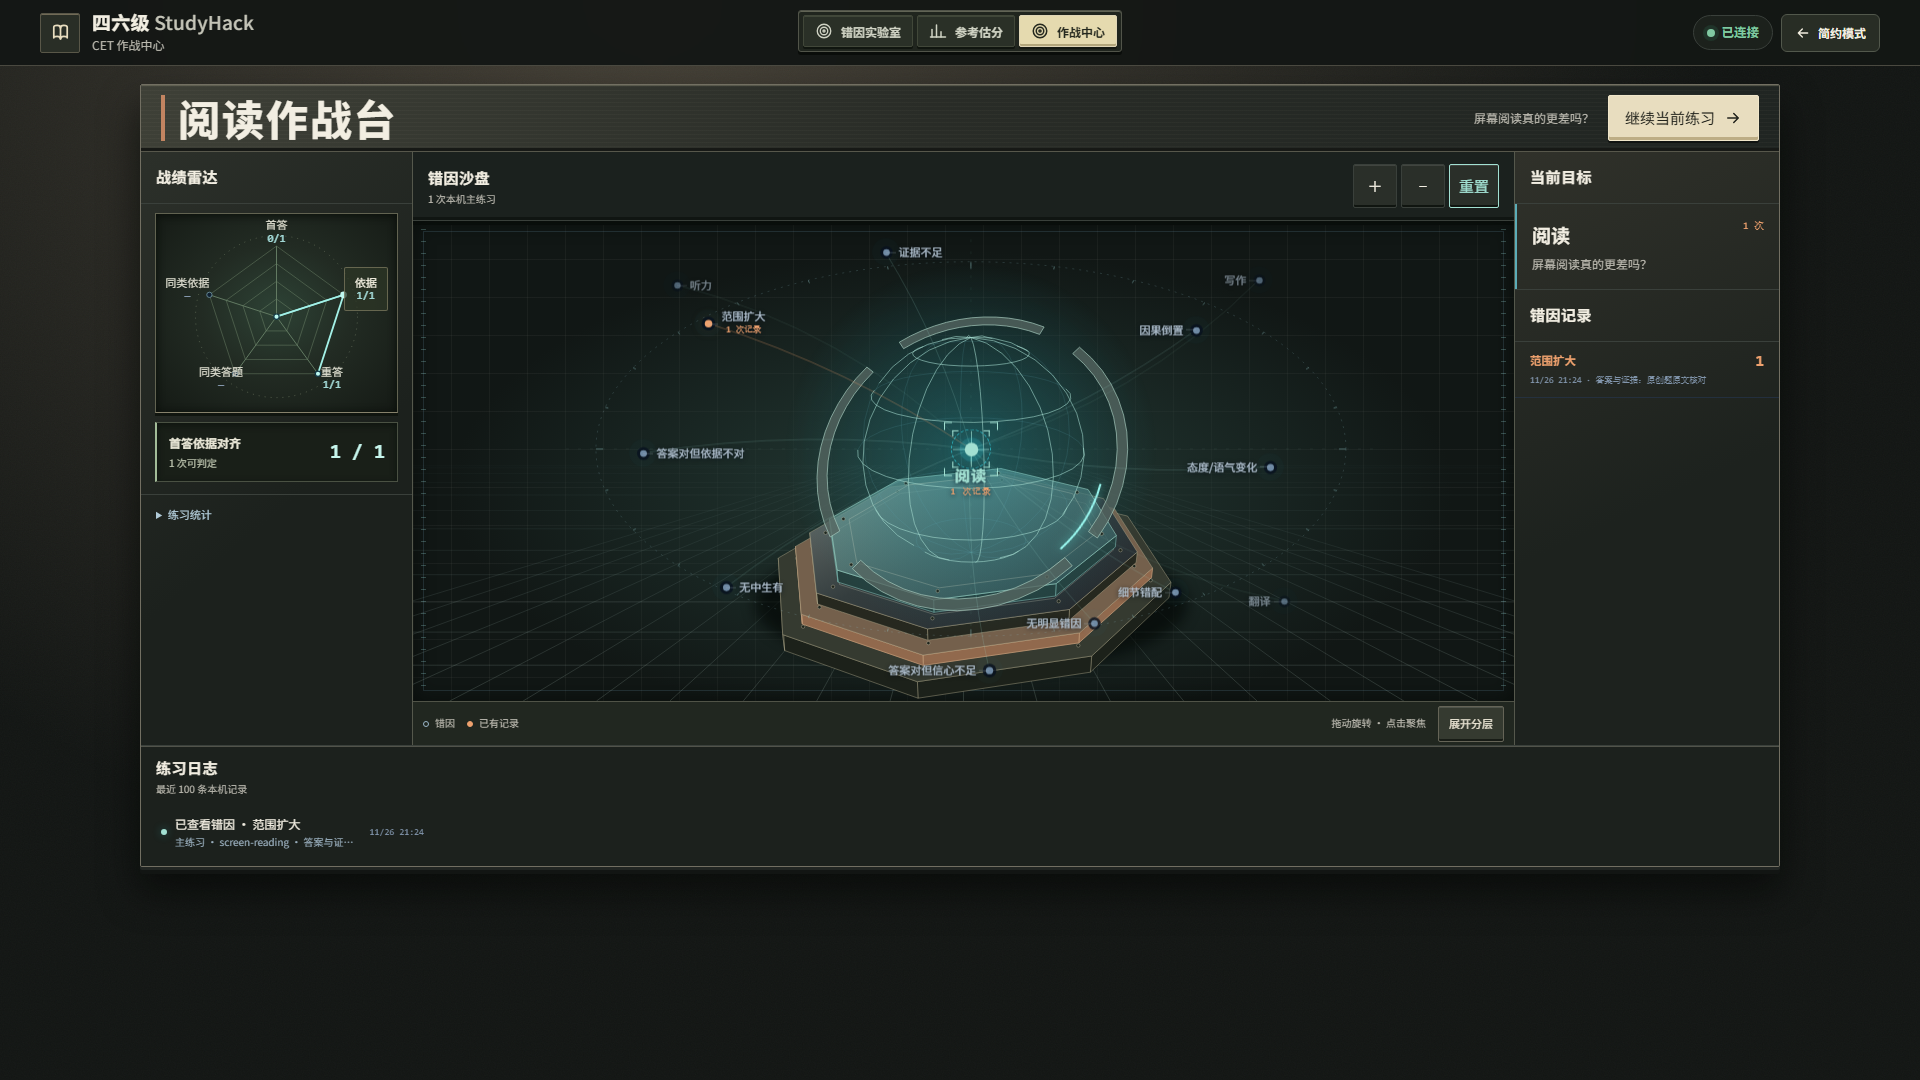 四六级 StudyHack
CET 作战中心
错因实验室
参考估分
作战中心
已连接
← 简约模式
阅读作战台
屏幕阅读真的更差吗?
继续当前练习 →
战绩雷达
首答
0/1
同类依据
—
依据
1/1
同类答题
—
重答
1/1
首答依据对齐
1 次可判定
1 / 1
▶ 练习统计
错因沙盘
1 次本机主练习
+
−
重置
证据不足
听力
写作
范围扩大
1 次记录
因果倒置
答案对但依据不对
态度/语气变化
阅读
1 次记录
无中生有
细节错配
翻译
无明显错因
答案对但信心不足
错因
已有记录
拖动旋转 · 点击聚焦
展开分层
当前目标
1 次
阅读
屏幕阅读真的更差吗?
错因记录
范围扩大
1
11/26 21:24 · 答案与证据: 原创题原文核对
练习日志
最近 100 条本机记录
已查看错因 · 范围扩大
主练习 · screen-reading · 答案与证…
11/26 21:24